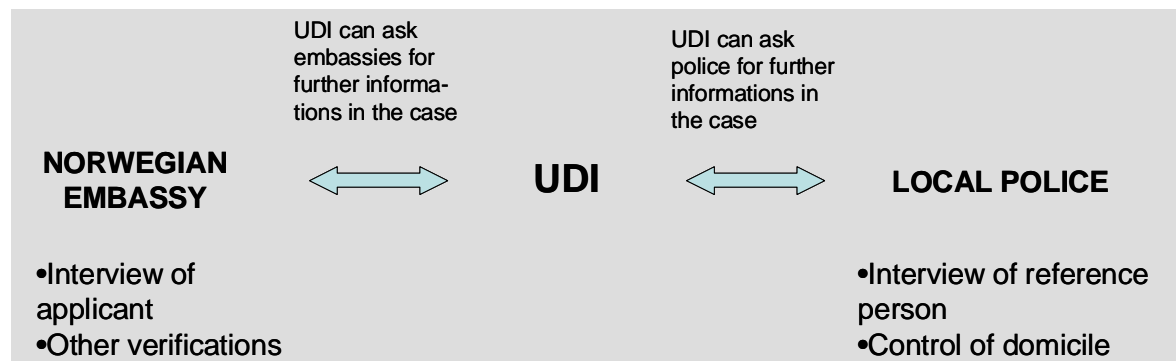 UDI can ask
embassies for
further informa-
tions in the case
UDI can ask
police for further
informations in
the case
NORWEGIAN
EMBASSY
UDI
LOCAL POLICE
•Interview of
applicant
•Other verifications
•Interview of reference
person
•Control of domicile